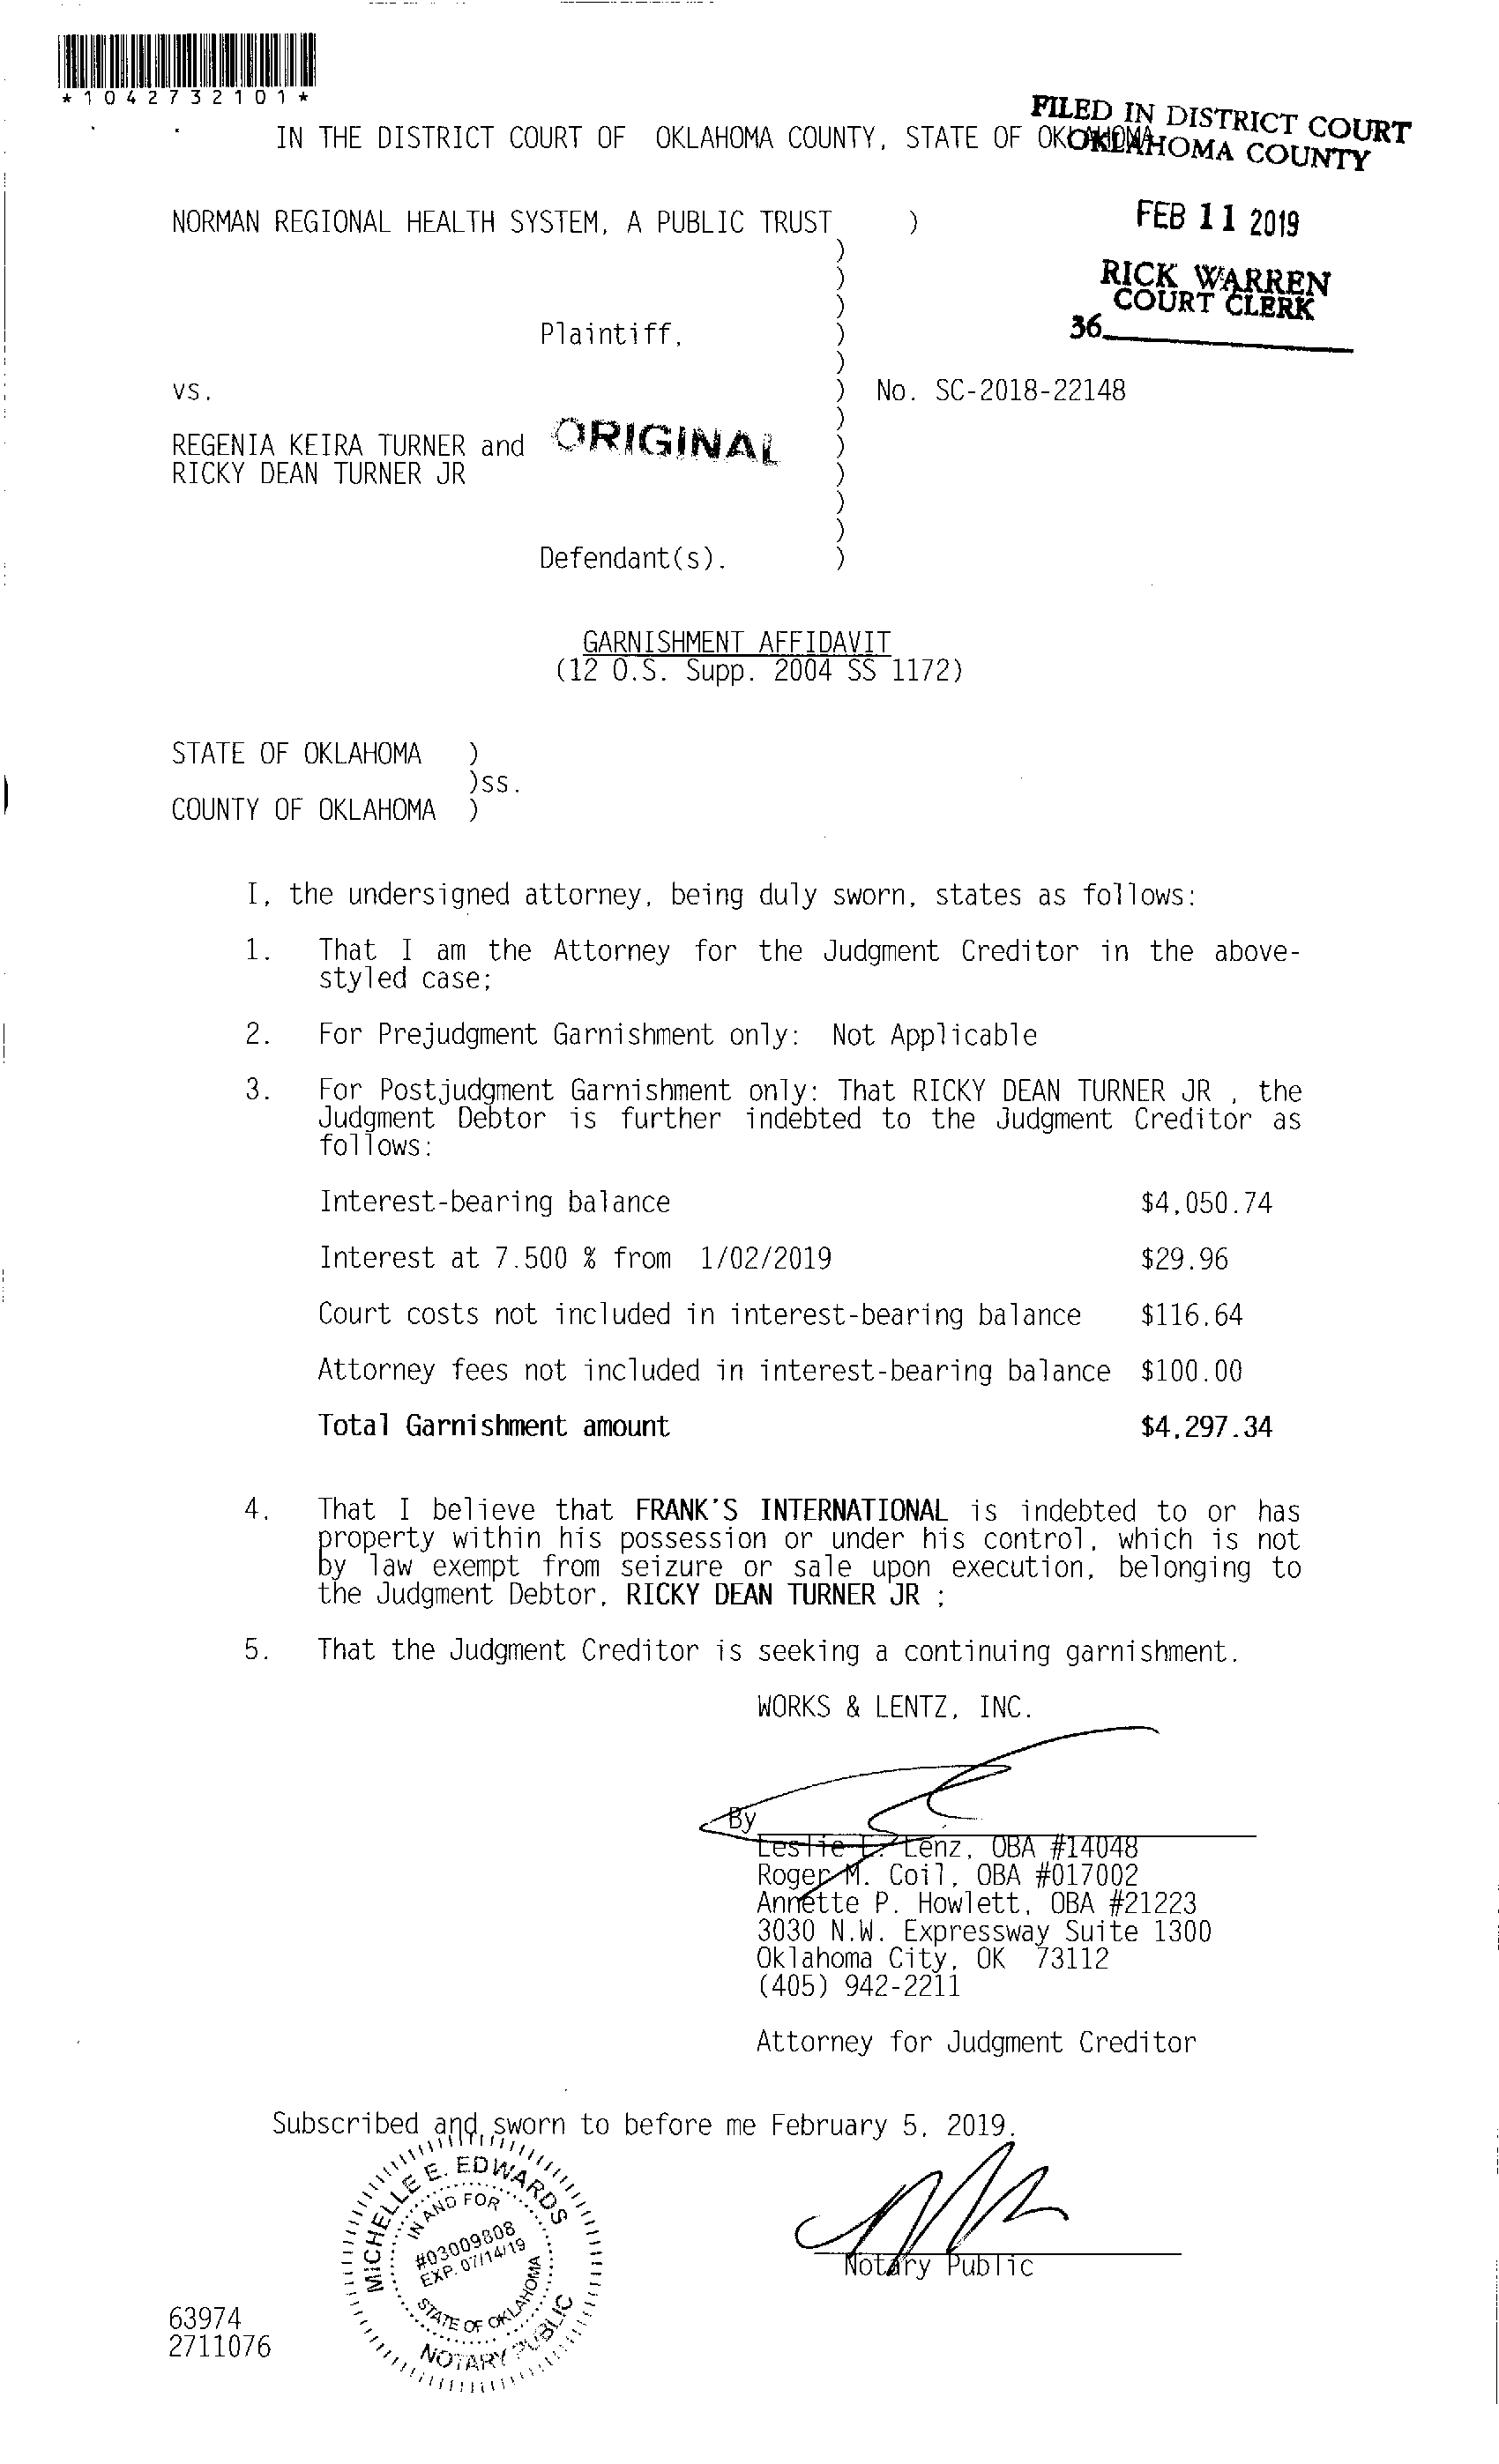 *1042732101*
FILED IN DISTRICT COURT
OKLAHOMA COUNTY
IN THE DISTRICT COURT OF OKLAHOMA COUNTY, STATE OF OKLAHOMA
NORMAN REGIONAL HEALTH SYSTEM, A PUBLIC TRUST )
FEB 11 2019
)
)
RICK WARREN
COURT CLERK
)
36
Plaintiff, )
)
vs. ) No. SC-2018-22148
)
REGENIA KEIRA TURNER and ORIGINAL )
RICKY DEAN TURNER JR )
)
)
Defendant(s). )
GARNISHMENT AFFIDAVIT
(12 O.S. Supp. 2004 SS 1172)
STATE OF OKLAHOMA )
)ss.
COUNTY OF OKLAHOMA )
I, the undersigned attorney, being duly sworn, states as follows:
1. That I am the Attorney for the Judgment Creditor in the above-
styled case;
2. For Prejudgment Garnishment only: Not Applicable
3. For Postjudgment Garnishment only: That RICKY DEAN TURNER JR , the
Judgment Debtor is further indebted to the Judgment Creditor as
follows:
Interest-bearing balance $4,050.74
Interest at 7.500 % from 1/02/2019 $29.96
Court costs not included in interest-bearing balance $116.64
Attorney fees not included in interest-bearing balance $100.00
Total Garnishment amount $4,297.34
4. That I believe that FRANK'S INTERNATIONAL is indebted to or has
property within his possession or under his control, which is not
by law exempt from seizure or sale upon execution, belonging to
the Judgment Debtor, RICKY DEAN TURNER JR ;
5. That the Judgment Creditor is seeking a continuing garnishment.
WORKS & LENTZ, INC.
By
Leslie L. Lenz, OBA #14048
Roger M. Coil, OBA #017002
Annette P. Howlett, OBA #21223
3030 N.W. Expressway Suite 1300
Oklahoma City, OK 73112
(405) 942-2211
Attorney for Judgment Creditor
Subscribed and sworn to before me February 5, 2019.
MICHELLE E. EDWARDS
IN AND FOR
#03009808
EXP. 07/14/19
STATE OF OKLAHOMA
NOTARY PUBLIC
Notary Public
63974
2711076